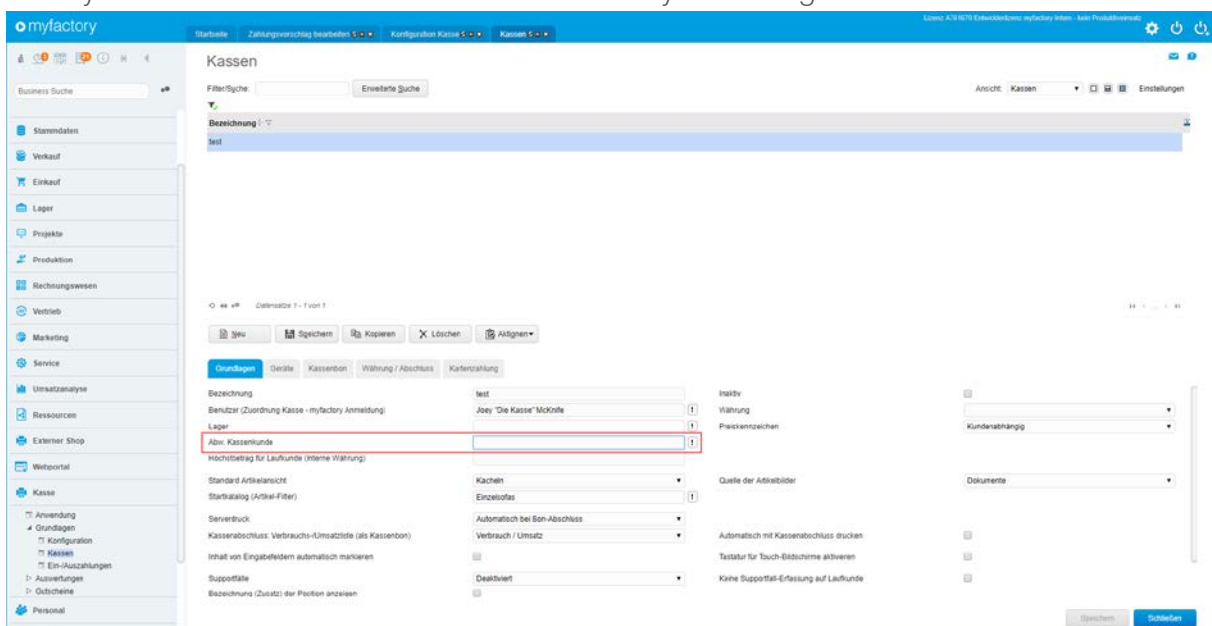 myfactory
Lizenz A781670 Entwicklerlizenz myfactory intern - kein Produktiveinsatz
Startseite Zahlungsvorschlag bearbeiten Konfiguration Kasse Kassen
Kassen
Business Suche
Filter/Suche: Erweiterte Suche Ansicht: Kassen Einstellungen
Bezeichnung
test
Stammdaten
Verkauf
Einkauf
Lager
Projekte
Produktion
Rechnungswesen
Vertrieb
Marketing
Service
Umsatzanalyse
Ressourcen
Externer Shop
Webportal
Kasse
Anwendung
Grundlagen
Konfiguration
Kassen
Ein-/Auszahlungen
Auswertungen
Gutscheine
Personal
Datensätze 1 - 1 von 1
Neu Speichern Kopieren Löschen Aktionen
Grundlagen Geräte Kassenbon Währung / Abschluss Kartenzahlung
Bezeichnung test Inaktiv
Benutzer (Zuordnung Kasse - myfactory Anmeldung) Joey "Die Kasse" McKnife Währung
Lager Preiskennzeichen Kundenabhängig
Abw. Kassenkunde
Höchstbetrag für Laufkunde (Interne Währung)
Standard Artikelansicht Kacheln Quelle der Artikelbilder Dokumente
Startkatalog (Artikel-Filter) Einzelsofas
Serverdruck Automatisch bei Bon-Abschluss
Kassenabschluss: Verbrauchs-/Umsatzliste (als Kassenbon) Verbrauch / Umsatz Automatisch mit Kassenabschluss drucken
Inhalt von Eingabefeldern automatisch markieren Tastatur für Touch-Bildschirme aktivieren
Supportfälle Deaktiviert Keine Supportfall-Erfassung auf Laufkunde
Bezeichnung (Zusatz) der Position anzeigen
Speichern Schließen